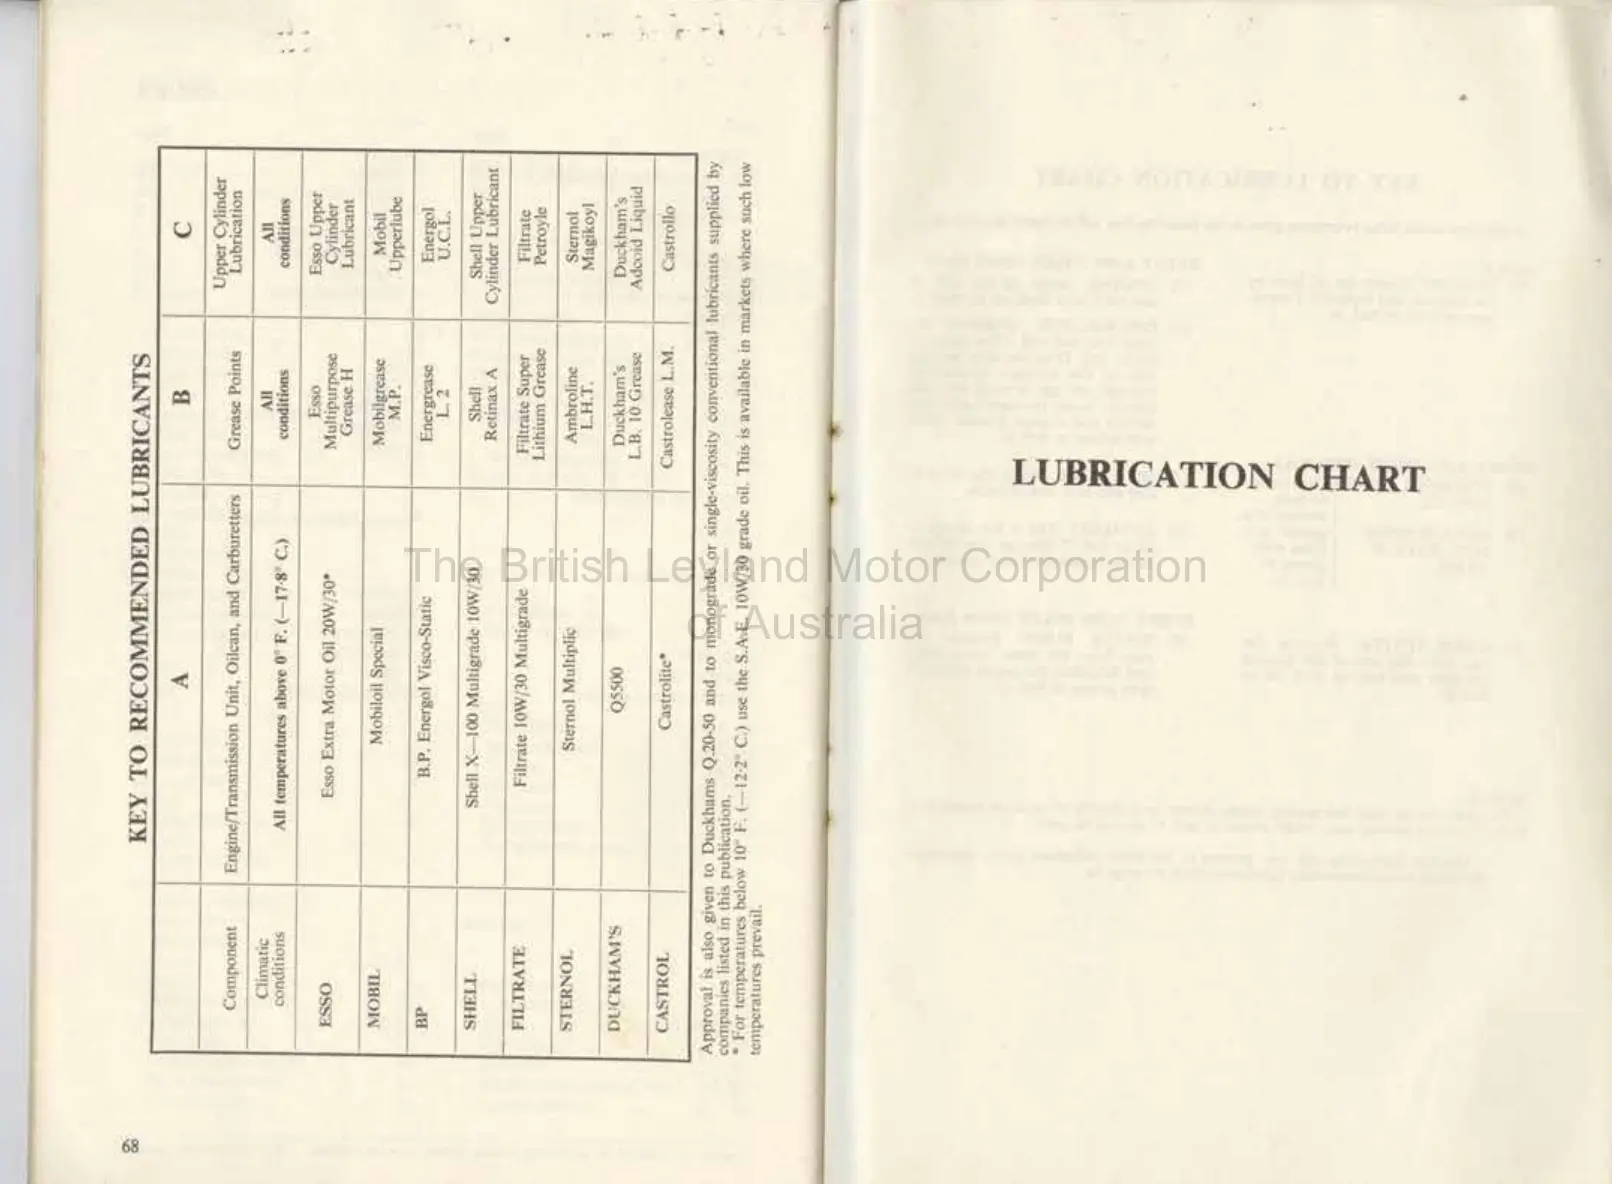 KEY TO RECOMMENDED LUBRICANTS
A B C
Component Engine/Transmission Unit, Oilcan, and Carburetters Grease Points Upper Cylinder
Lubrication
Climatic
conditions All temperatures above 0° F. (—17·8° C.) All
conditions All
conditions
ESSO Esso Extra Motor Oil 20W/30* Esso
Multipurpose
Grease H Esso Upper
Cylinder
Lubricant
MOBIL Mobiloil Special Mobilgrease
M.P. Mobil
Upperlube
BP B.P. Energol Visco-Static Energrease
L. 2 Energol
U.C.L.
SHELL Shell X—100 Multigrade 10W/30 Shell
Retinax A Shell Upper
Cylinder Lubricant
FILTRATE Filtrate 10W/30 Multigrade Filtrate Super
Lithium Grease Filtrate
Petroyle
STERNOL Sternol Multiplic Ambroline
L.H.T. Sternol
Magikoyl
DUCKHAM'S Q5500 Duckham's
L.B. 10 Grease Duckham's
Adcoid Liquid
CASTROL Castrolite* Castrolease L.M. Castrollo
Approval is also given to Duckhams Q.20-50 and to monograde or single-viscosity conventional lubricants supplied by
companies listed in this publication.
* For temperatures below 10° F. (—12·2° C.) use the S.A.E. 10W/30 grade oil. This is available in markets where such low
temperatures prevail.
68
LUBRICATION CHART
The British Leyland Motor Corporation
of Australia